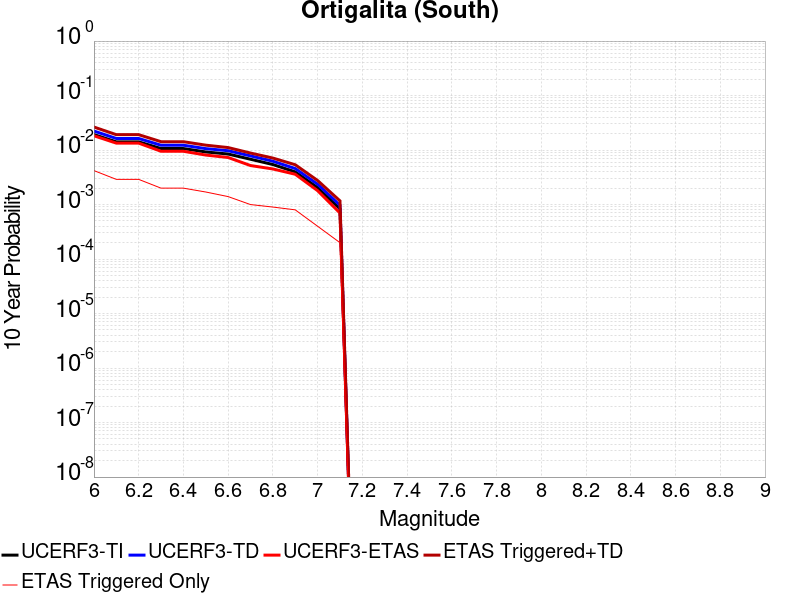 Ortigalita (South)
10^0
10^-1
10^-2
10^-3
10^-4
10^-5
10^-6
10^-7
10^-8
10 Year Probability
6 6.2 6.4 6.6 6.8 7 7.2 7.4 7.6 7.8 8 8.2 8.4 8.6 8.8 9
Magnitude
UCERF3-TI UCERF3-TD UCERF3-ETAS ETAS Triggered+TD
ETAS Triggered Only